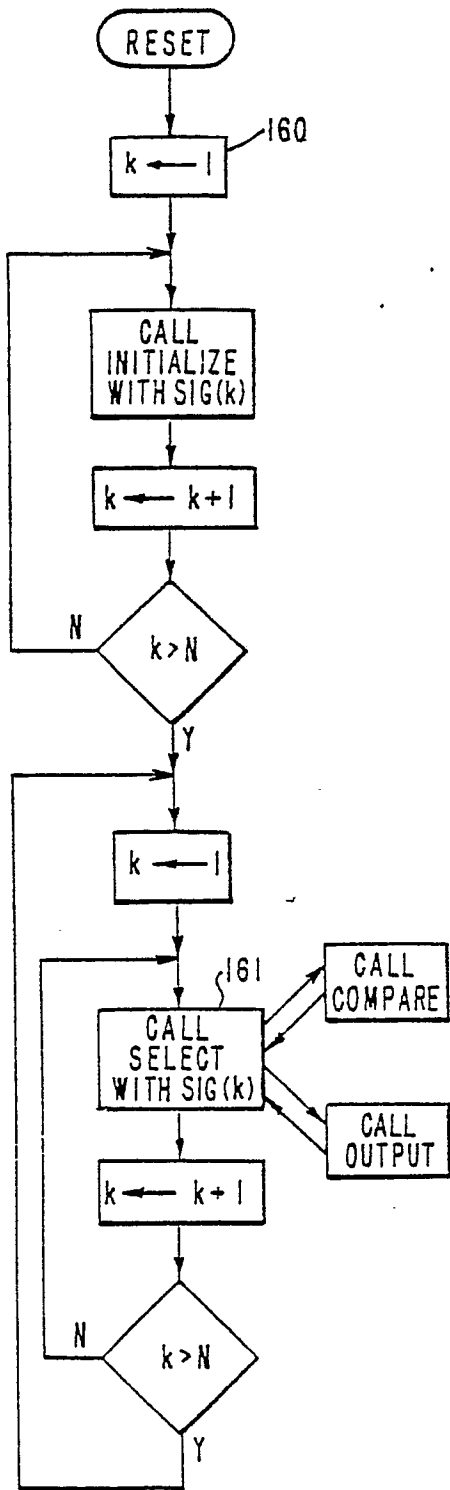 RESET
160
k ← 1
CALL
INITIALIZE
WITH SIG(k)
k ← k+1
N
k > N
Y
k ← 1
161
CALL
SELECT
WITH SIG(k)
CALL
COMPARE
CALL
OUTPUT
k ← k+1
N
k > N
Y